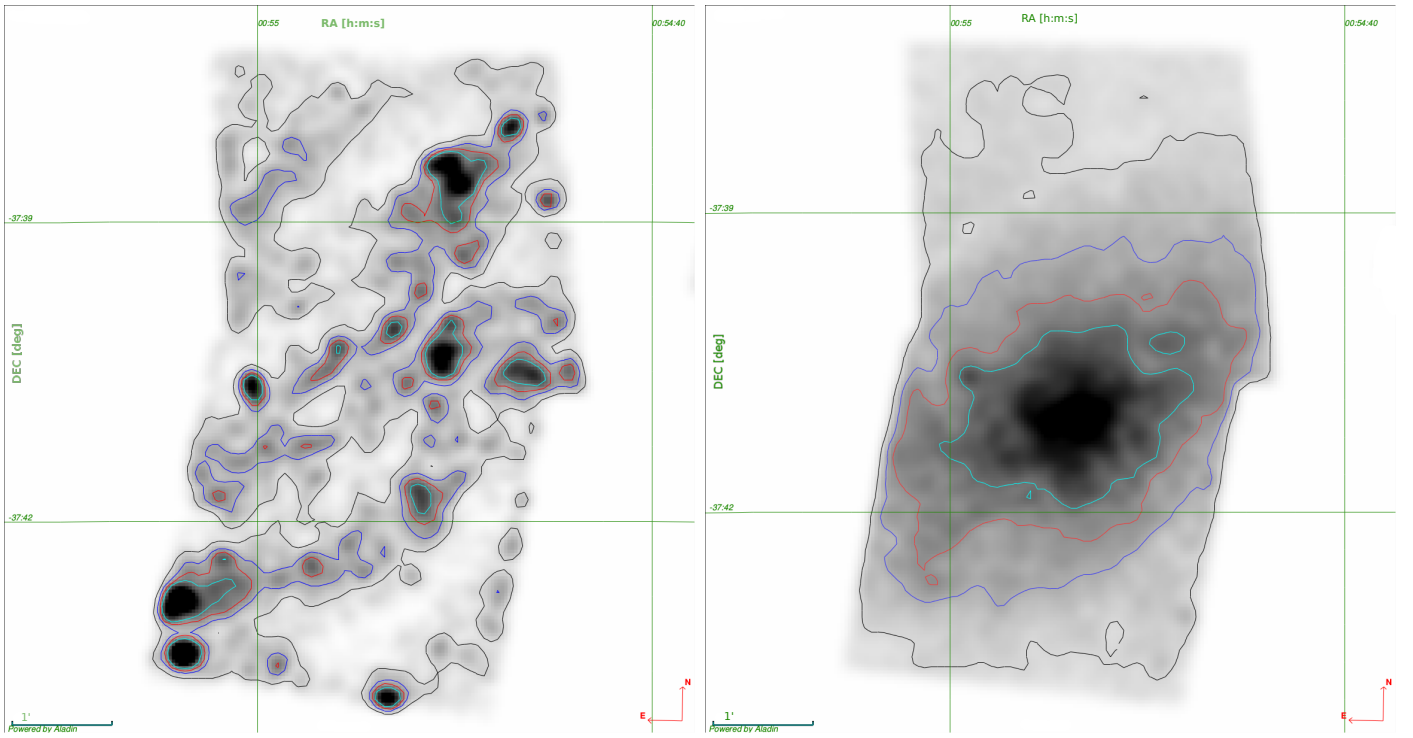 RA [h:m:s]
00:55
00:54:40
-37:39
DEC [deg]
-37:42
1'
Powered by Aladin
N
E
RA [h:m:s]
00:55
00:54:40
-37:39
DEC [deg]
-37:42
1'
Powered by Aladin
N
E